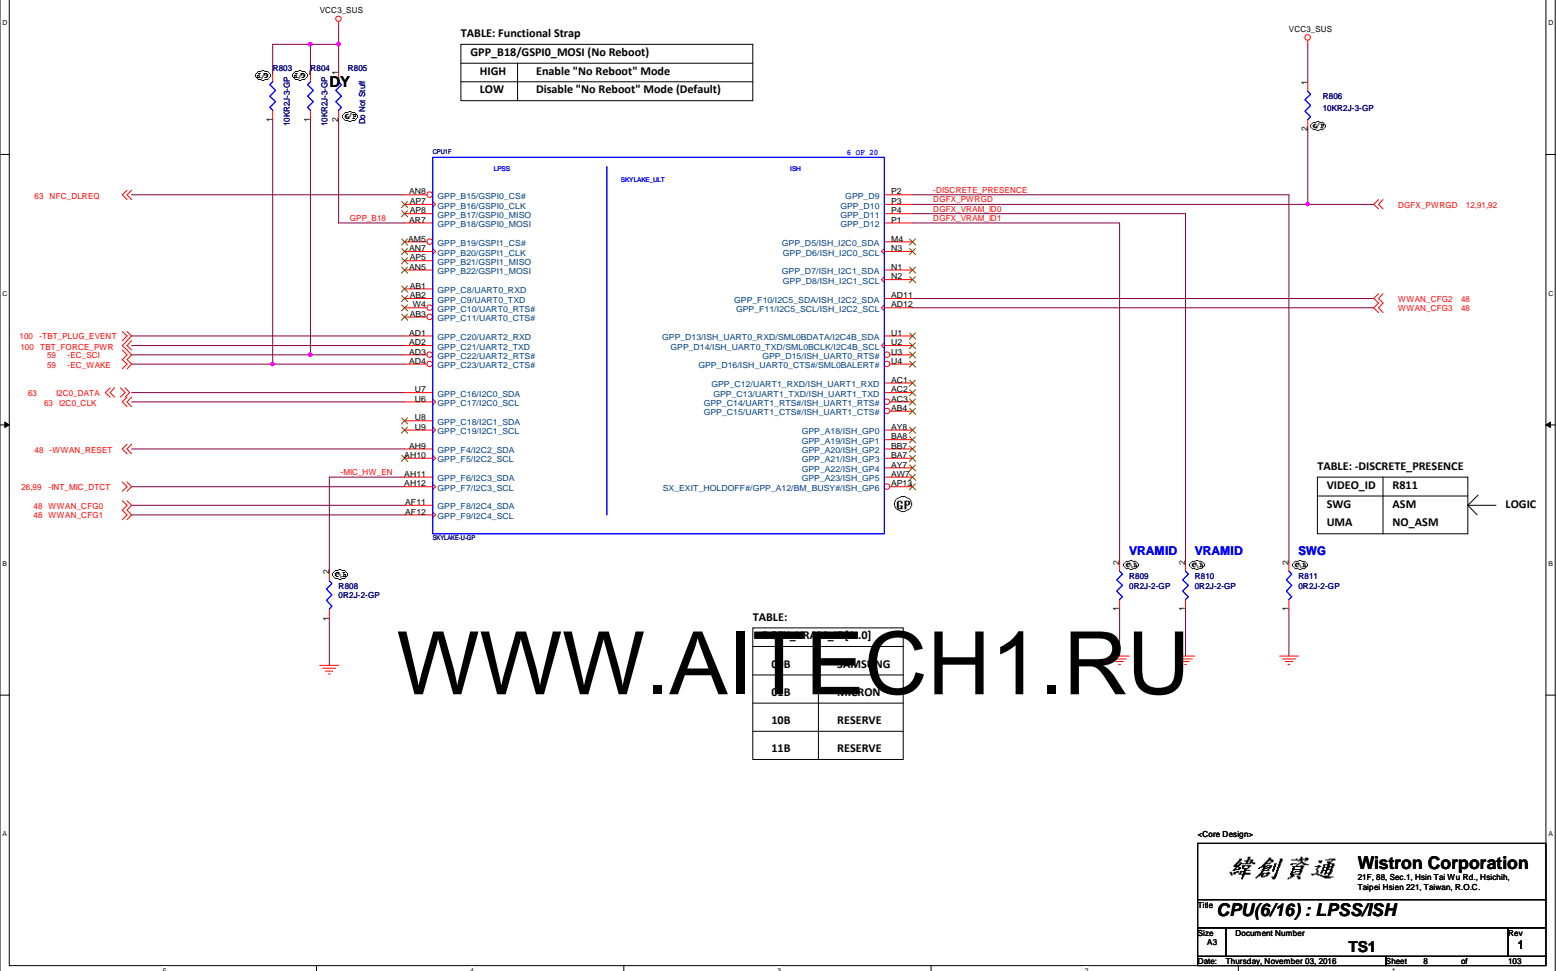 VCC3_SUS
VCC3_SUS
TABLE: Functional Strap
GPP_B18/GSPI0_MOSI (No Reboot)
HIGH Enable "No Reboot" Mode
LOW Disable "No Reboot" Mode (Default)
R803
10KR2J-3-GP
R804
10KR2J-3-GP
R805
DY
Do Not Stuff
R806
10KR2J-3-GP
CPU1F
6 OF 20
LPSS
SKYLAKE_ULT
ISH
63 NFC_DLREQ
GPP_B18
AN8 GPP_B15/GSPI0_CS#
AP7 GPP_B16/GSPI0_CLK
AP8 GPP_B17/GSPI0_MISO
AR7 GPP_B18/GSPI0_MOSI
AM5 GPP_B19/GSPI1_CS#
AN7 GPP_B20/GSPI1_CLK
AP5 GPP_B21/GSPI1_MISO
AN5 GPP_B22/GSPI1_MOSI
AB1 GPP_C8/UART0_RXD
AB2 GPP_C9/UART0_TXD
W4 GPP_C10/UART0_RTS#
AB3 GPP_C11/UART0_CTS#
100 -TBT_PLUG_EVENT AD1 GPP_C20/UART2_RXD
100 TBT_FORCE_PWR AD2 GPP_C21/UART2_TXD
59 -EC_SCI AD3 GPP_C22/UART2_RTS#
59 -EC_WAKE AD4 GPP_C23/UART2_CTS#
63 I2C0_DATA U7 GPP_C16/I2C0_SDA
63 I2C0_CLK U6 GPP_C17/I2C0_SCL
U8 GPP_C18/I2C1_SDA
U9 GPP_C19/I2C1_SCL
48 -WWAN_RESET AH9 GPP_F4/I2C2_SDA
AH10 GPP_F5/I2C2_SCL
-MIC_HW_EN AH11 GPP_F6/I2C3_SDA
26,99 -INT_MIC_DTCT AH12 GPP_F7/I2C3_SCL
48 WWAN_CFG0 AF11 GPP_F8/I2C4_SDA
48 WWAN_CFG1 AF12 GPP_F9/I2C4_SCL
GPP_D9 P2 -DISCRETE_PRESENCE
GPP_D10 P3 DGFX_PWRGD
DGFX_PWRGD 12,91,92
GPP_D11 P4 DGFX_VRAM_ID0
GPP_D12 P1 DGFX_VRAM_ID1
GPP_D5/ISH_I2C0_SDA M4
GPP_D6/ISH_I2C0_SCL N3
GPP_D7/ISH_I2C1_SDA N1
GPP_D8/ISH_I2C1_SCL N2
GPP_F10/I2C5_SDA/ISH_I2C2_SDA AD11 WWAN_CFG2 48
GPP_F11/I2C5_SCL/ISH_I2C2_SCL AD12 WWAN_CFG3 48
GPP_D13/ISH_UART0_RXD/SML0BDATA/I2C4B_SDA U1
GPP_D14/ISH_UART0_TXD/SML0BCLK/I2C4B_SCL U2
GPP_D15/ISH_UART0_RTS# U3
GPP_D16/ISH_UART0_CTS#/SML0BALERT# U4
GPP_C12/UART1_RXD/ISH_UART1_RXD AC1
GPP_C13/UART1_TXD/ISH_UART1_TXD AC2
GPP_C14/UART1_RTS#/ISH_UART1_RTS# AC3
GPP_C15/UART1_CTS#/ISH_UART1_CTS# AB4
GPP_A18/ISH_GP0 AY8
GPP_A19/ISH_GP1 BA8
GPP_A20/ISH_GP2 BB7
GPP_A21/ISH_GP3 BA7
GPP_A22/ISH_GP4 AY7
GPP_A23/ISH_GP5 AW7
SX_EXIT_HOLDOFF#/GPP_A12/BM_BUSY#/ISH_GP6 AP13
GP
SKYLAKE-U-GP
TABLE: -DISCRETE_PRESENCE
VIDEO_ID R811
SWG ASM
UMA NO_ASM
LOGIC
R808
0R2J-2-GP
VRAMID
R809
0R2J-2-GP
VRAMID
R810
0R2J-2-GP
SWG
R811
0R2J-2-GP
TABLE:
SAMSUNG
01B MICRON
10B RESERVE
11B RESERVE
WWW.AITECH1.RU
<Core Design>
緯創資通 Wistron Corporation
21F, 88, Sec.1, Hsin Tai Wu Rd., Hsichih,
Taipei Hsien 221, Taiwan, R.O.C.
Title CPU(6/16) : LPSS/ISH
Size A3 Document Number TS1 Rev 1
Date: Thursday, November 03, 2016 Sheet 8 of 103